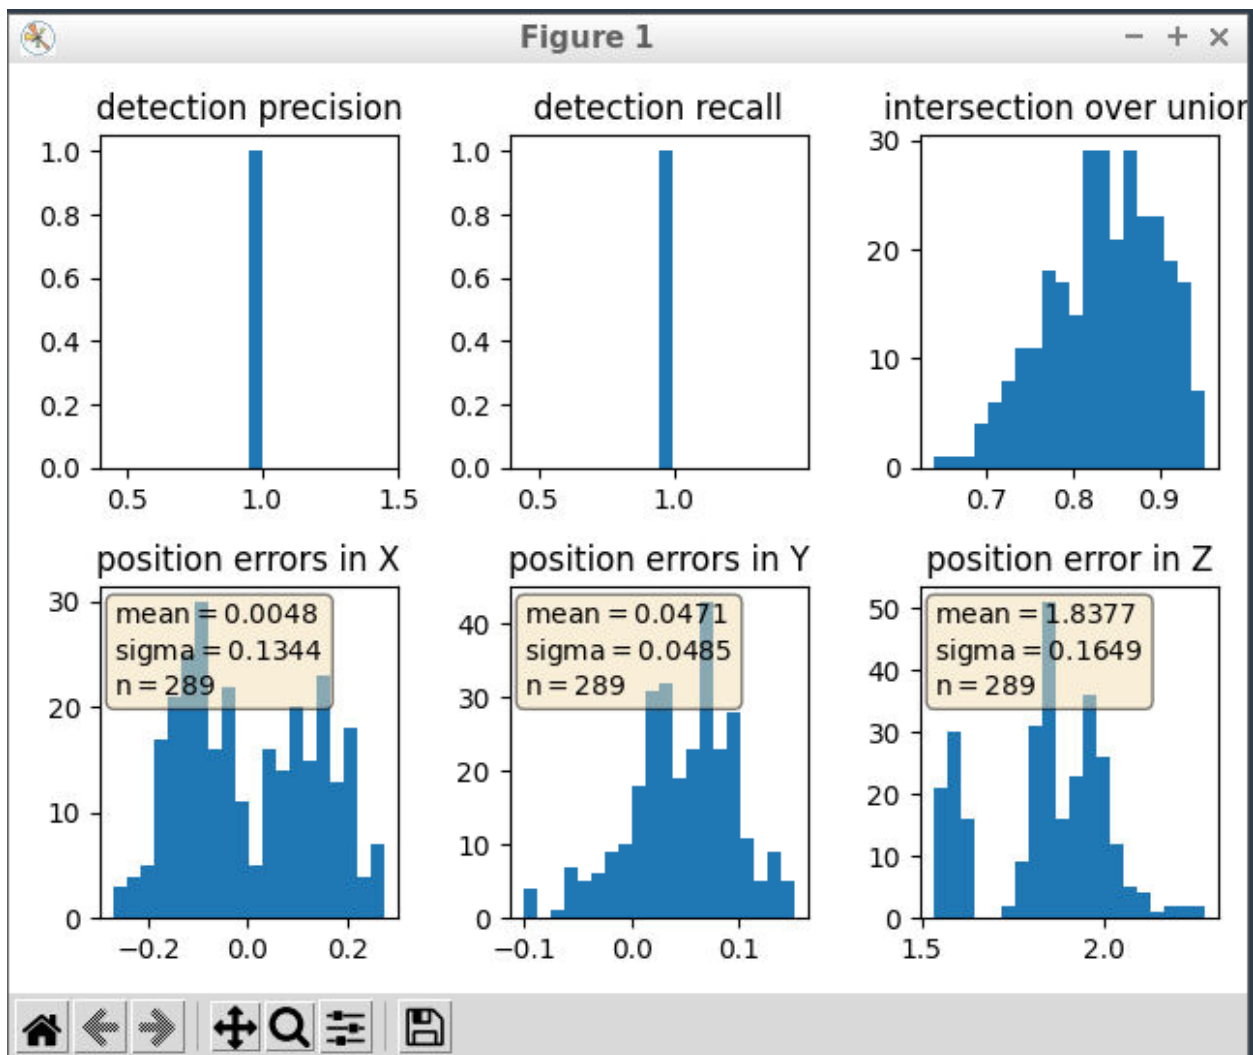 Figure 1
detection precision
detection recall
intersection over union
1.0
0.8
0.6
0.4
0.2
0.0
0.5 1.0 1.5
1.0
0.8
0.6
0.4
0.2
0.0
0.5 1.0
30
20
10
0
0.7 0.8 0.9
position errors in X
position errors in Y
position error in Z
30
20
10
0
mean = 0.0048
sigma = 0.1344
n = 289
−0.2 0.0 0.2
40
30
20
10
0
mean = 0.0471
sigma = 0.0485
n = 289
−0.1 0.0 0.1
50
40
30
20
10
0
mean = 1.8377
sigma = 0.1649
n = 289
1.5 2.0